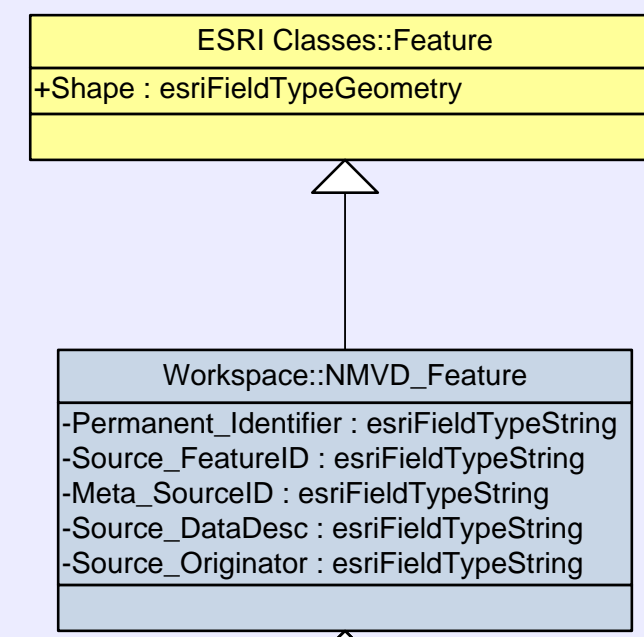 ESRI Classes::Feature
+Shape : esriFieldTypeGeometry
Workspace::NMVD_Feature
-Permanent_Identifier : esriFieldTypeString
-Source_FeatureID : esriFieldTypeString
-Meta_SourceID : esriFieldTypeString
-Source_DataDesc : esriFieldTypeString
-Source_Originator : esriFieldTypeString